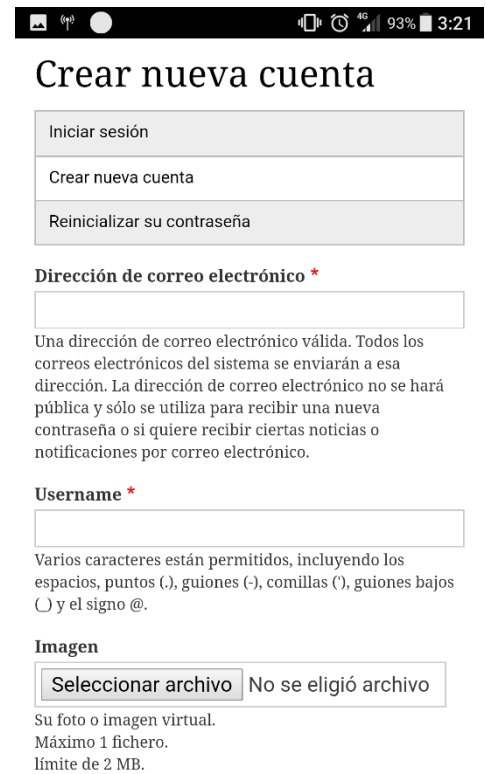 4G 93% 3:21
Crear nueva cuenta
Iniciar sesión
Crear nueva cuenta
Reinicializar su contraseña
Dirección de correo electrónico *
Una dirección de correo electrónico válida. Todos los
correos electrónicos del sistema se enviarán a esa
dirección. La dirección de correo electrónico no se hará
pública y sólo se utiliza para recibir una nueva
contraseña o si quiere recibir ciertas noticias o
notificaciones por correo electrónico.
Username *
Varios caracteres están permitidos, incluyendo los
espacios, puntos (.), guiones (-), comillas ('), guiones bajos
(_) y el signo @.
Imagen
Seleccionar archivo No se eligió archivo
Su foto o imagen virtual.
Máximo 1 fichero.
límite de 2 MB.